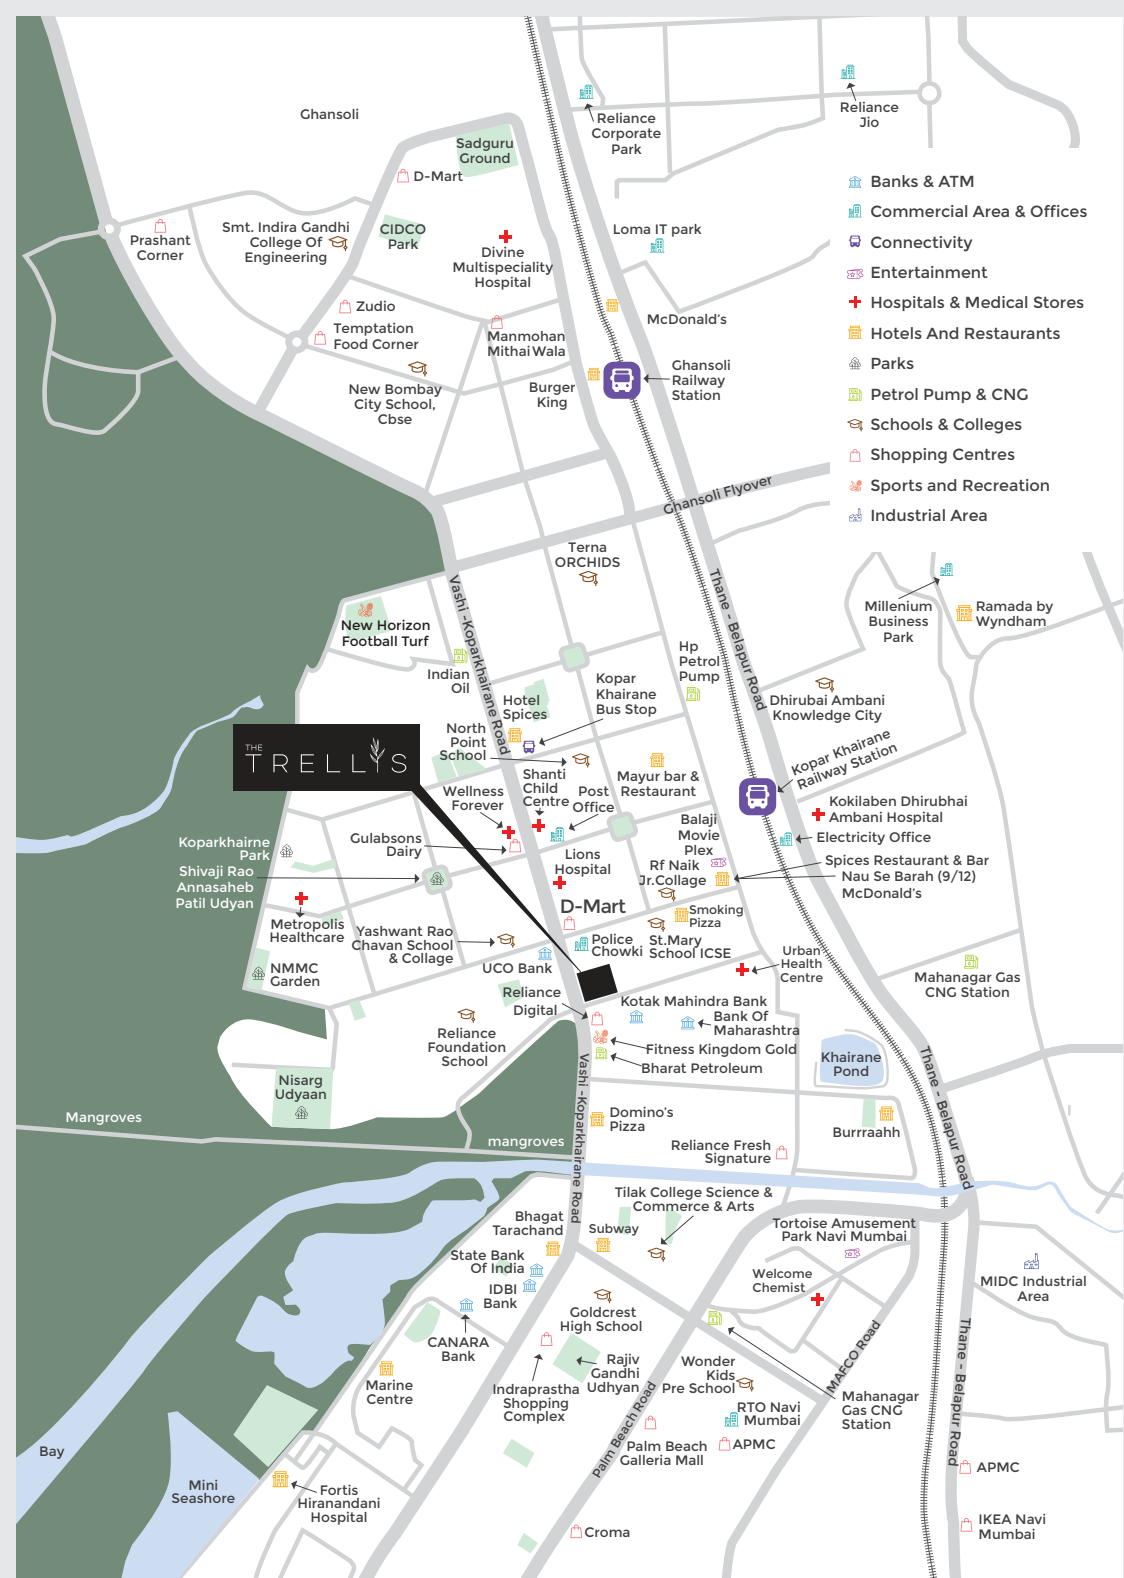 Ghansoli
Sadguru
Ground
D-Mart
Reliance
Corporate
Park
Reliance
Jio
Banks & ATM
Commercial Area & Offices
Connectivity
Entertainment
Hospitals & Medical Stores
Hotels And Restaurants
Parks
Petrol Pump & CNG
Schools & Colleges
Shopping Centres
Sports and Recreation
Industrial Area
Prashant
Corner
Smt. Indira Gandhi
College Of
Engineering
CIDCO
Park
Divine
Multispeciality
Hospital
Loma IT park
Zudio
Temptation
Food Corner
Manmohan
Mithai Wala
McDonald's
New Bombay
City School,
Cbse
Burger
King
Ghansoli
Railway
Station
Ghansoli Flyover
Terna
ORCHIDS
Vashi -Koparkhairane Road
Thane - Belapur Road
Millenium
Business
Park
Ramada by
Wyndham
New Horizon
Football Turf
Indian
Oil
Hp
Petrol
Pump
Kopar
Khairane
Bus Stop
Hotel
Spices
Dhirubai Ambani
Knowledge City
North
Point
School
Kopar Khairane
Railway Station
THE
TRELLIS
Shanti
Child
Centre
Mayur bar &
Restaurant
Wellness
Forever
Post
Office
Kokilaben Dhirubhai
Ambani Hospital
Electricity Office
Balaji
Movie
Plex
Gulabsons
Dairy
Koparkhairne
Park
Shivaji Rao
Annasaheb
Patil Udyan
Lions
Hospital
Rf Naik
Jr.Collage
Spices Restaurant & Bar
Nau Se Barah (9/12)
McDonald's
D-Mart
Smoking
Pizza
Metropolis
Healthcare
Yashwant Rao
Chavan School
& Collage
Police
Chowki
St.Mary
School ICSE
Urban
Health
Centre
UCO Bank
NMMC
Garden
Mahanagar Gas
CNG Station
Reliance
Digital
Kotak Mahindra Bank
Bank Of
Maharashtra
Reliance
Foundation
School
Fitness Kingdom Gold
Bharat Petroleum
Khairane
Pond
Nisarg
Udyaan
Vashi -Koparkhairane Road
Thane - Belapur Road
Mangroves
mangroves
Domino's
Pizza
Burrraahh
Reliance Fresh
Signature
Tilak College Science &
Commerce & Arts
Bhagat
Tarachand
Subway
Tortoise Amusement
Park Navi Mumbai
State Bank
Of India
IDBI
Bank
Welcome
Chemist
MIDC Industrial
Area
Goldcrest
High School
CANARA
Bank
Thane - Belapur Road
MAFCO Road
Rajiv
Gandhi
Udhyan
Wonder
Kids
Pre School
Marine
Centre
Indraprastha
Shopping
Complex
Palm Beach Road
RTO Navi
Mumbai
Mahanagar
Gas CNG
Station
Bay
Palm Beach
Galleria Mall
APMC
APMC
Mini
Seashore
Fortis
Hiranandani
Hospital
Croma
IKEA Navi
Mumbai